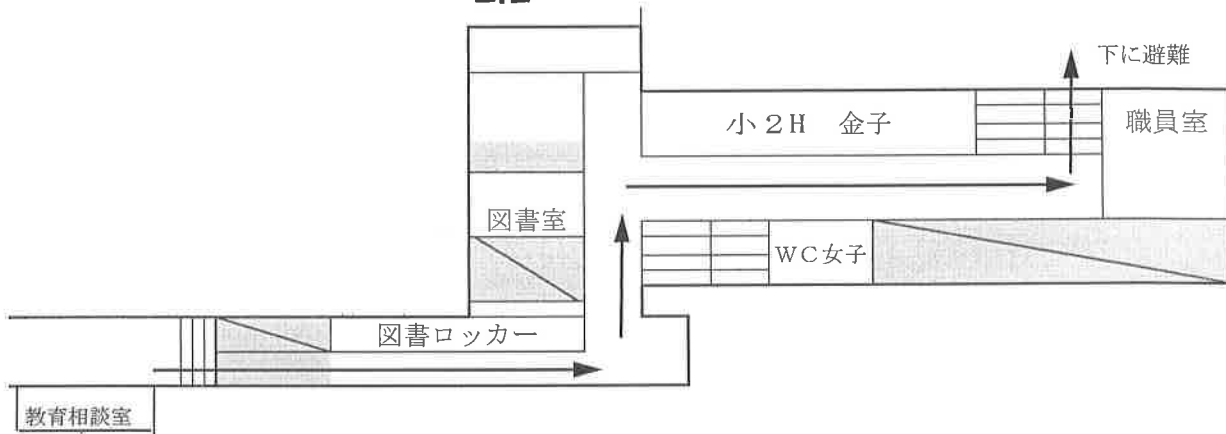 下に避難
小２Ｈ　金子
職員室
図書室
ＷＣ女子
図書ロッカー
教育相談室